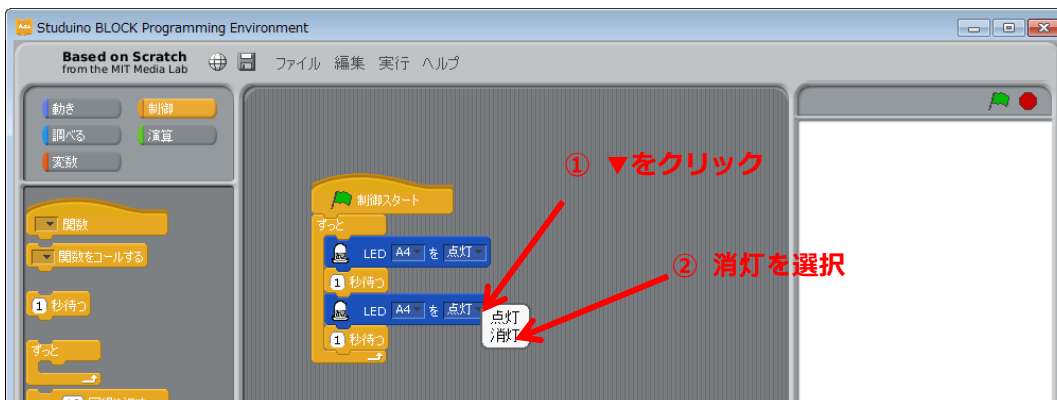 Studuino BLOCK Programming Environment
Based on Scratch
from the MIT Media Lab
ファイル 編集 実行 ヘルプ
動き 制御
調べる 演算
変数
関数
関数をコールする
1 秒待つ
ずっと
① ▼をクリック
制御スタート
ずっと
LED A4 を 点灯
1 秒待つ
② 消灯を選択
LED A4 を 点灯
点灯
消灯
1 秒待つ